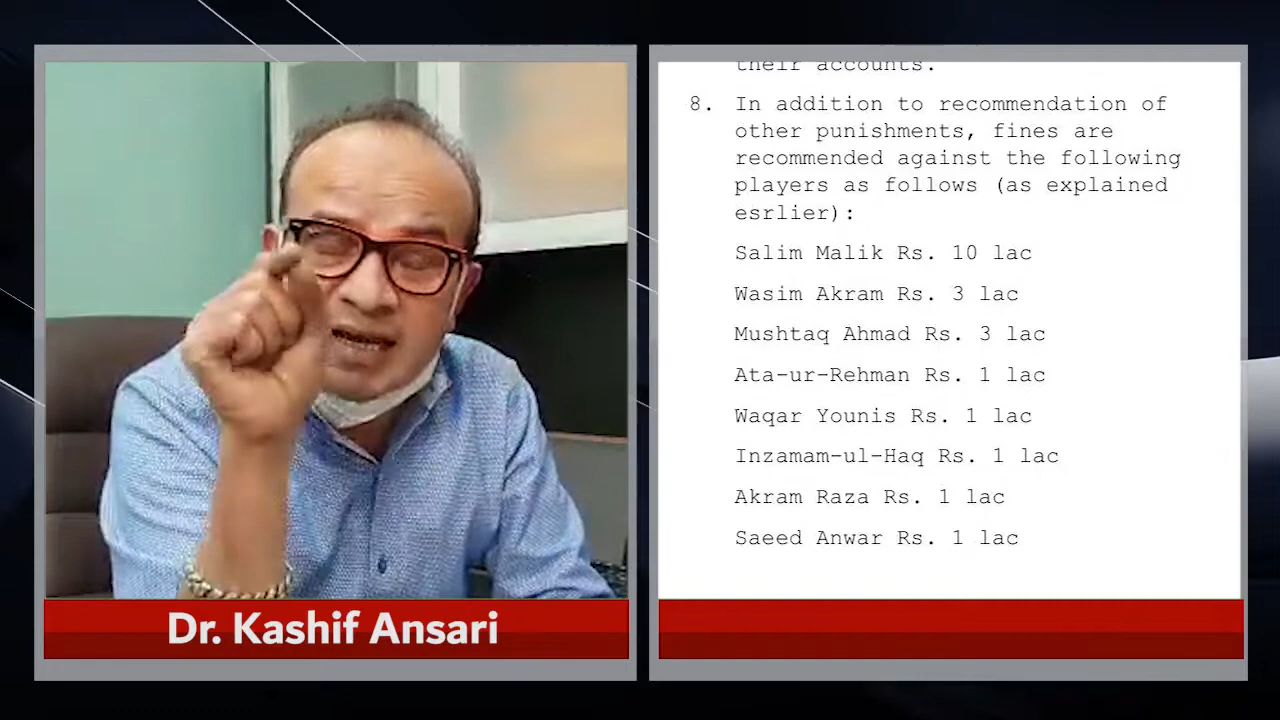 their accounts.
8. In addition to recommendation of
other punishments, fines are
recommended against the following
players as follows (as explained
esrlier):
Salim Malik Rs. 10 lac
Wasim Akram Rs. 3 lac
Mushtaq Ahmad Rs. 3 lac
Ata-ur-Rehman Rs. 1 lac
Waqar Younis Rs. 1 lac
Inzamam-ul-Haq Rs. 1 lac
Akram Raza Rs. 1 lac
Saeed Anwar Rs. 1 lac
Dr. Kashif Ansari